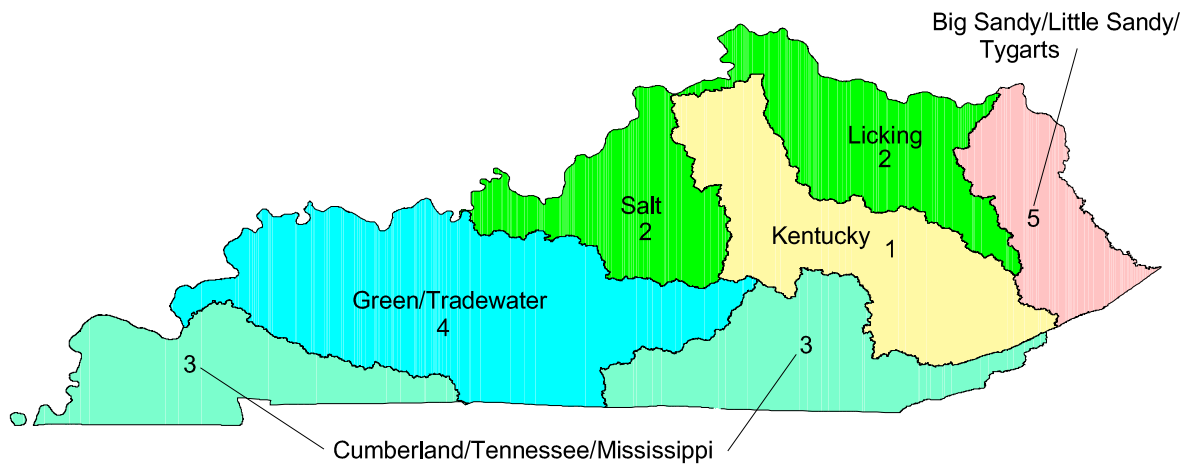 Big Sandy/Little Sandy/
Tygarts
Licking
2
Salt
2
5
Kentucky
1
Green/Tradewater
4
3
3
Cumberland/Tennessee/Mississippi